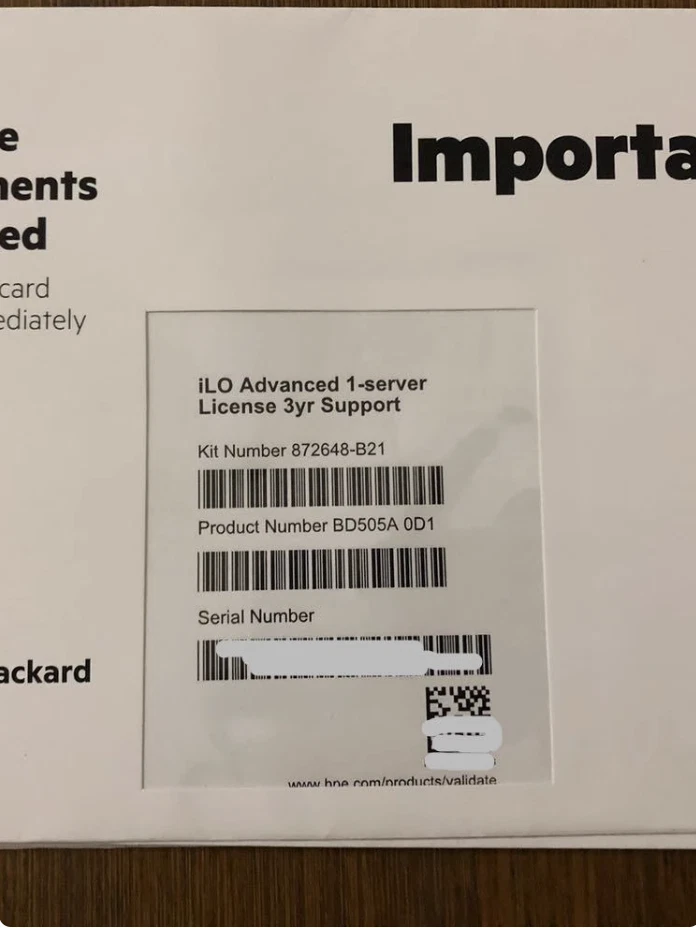 e
nents
ed
card
ediately
Importa
iLO Advanced 1-server
License 3yr Support
Kit Number 872648-B21
Product Number BD505A 0D1
Serial Number
ackard
www.hpe.com/products/validate